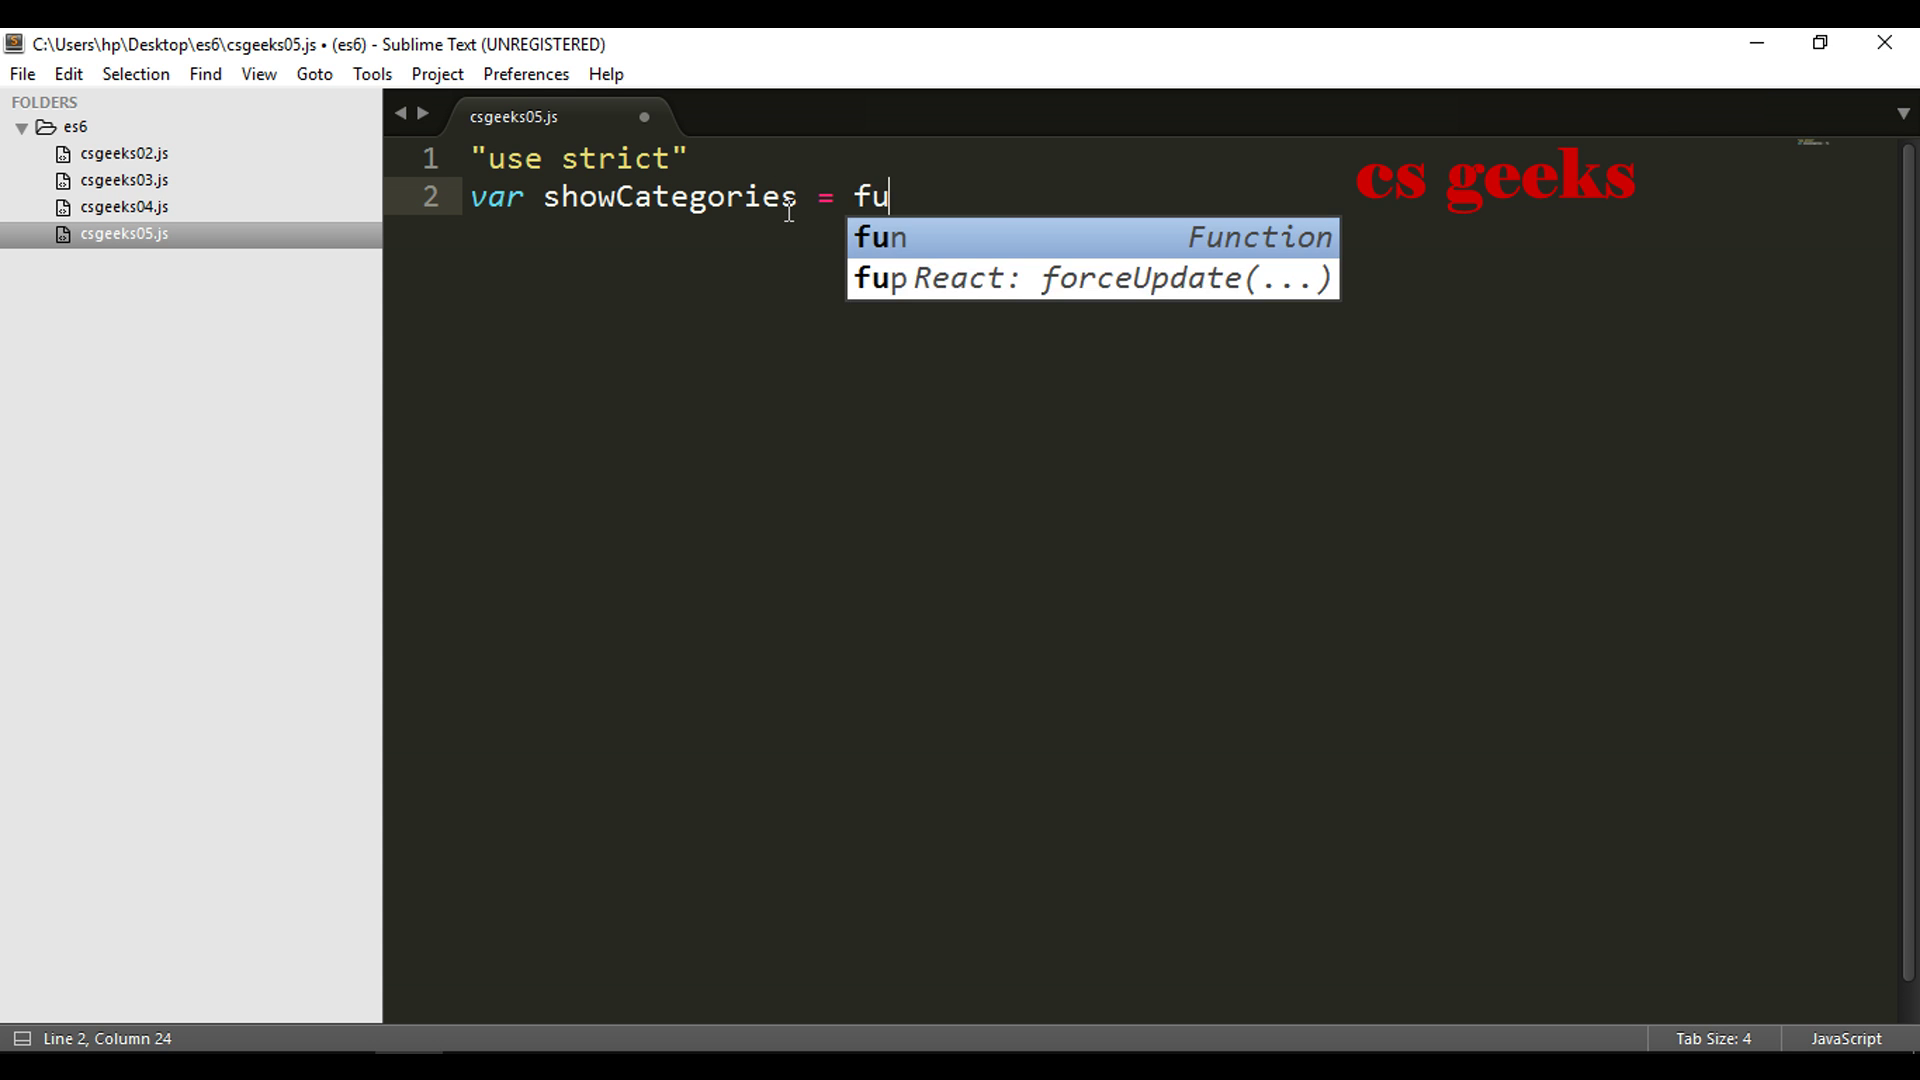 C:\Users\hp\Desktop\es6\csgeeks05.js • (es6) - Sublime Text (UNREGISTERED)
File Edit Selection Find View Goto Tools Project Preferences Help
FOLDERS
es6
csgeeks02.js
csgeeks03.js
csgeeks04.js
csgeeks05.js
csgeeks05.js
1 "use strict"
2 var showCategories = fu
fun Function
fup React: forceUpdate(...)
cs geeks
Line 2, Column 24
Tab Size: 4
JavaScript